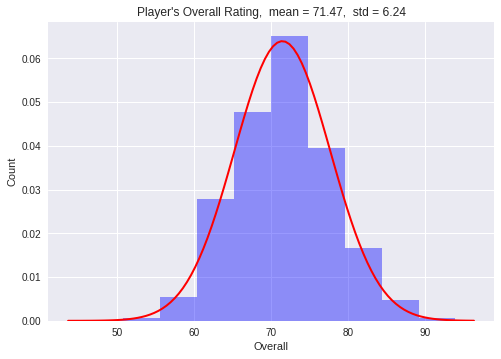 Player's Overall Rating,  mean = 71.47,  std = 6.24
0.06
0.05
0.04
0.03
0.02
0.01
0.00
Count
50 60 70 80 90
Overall